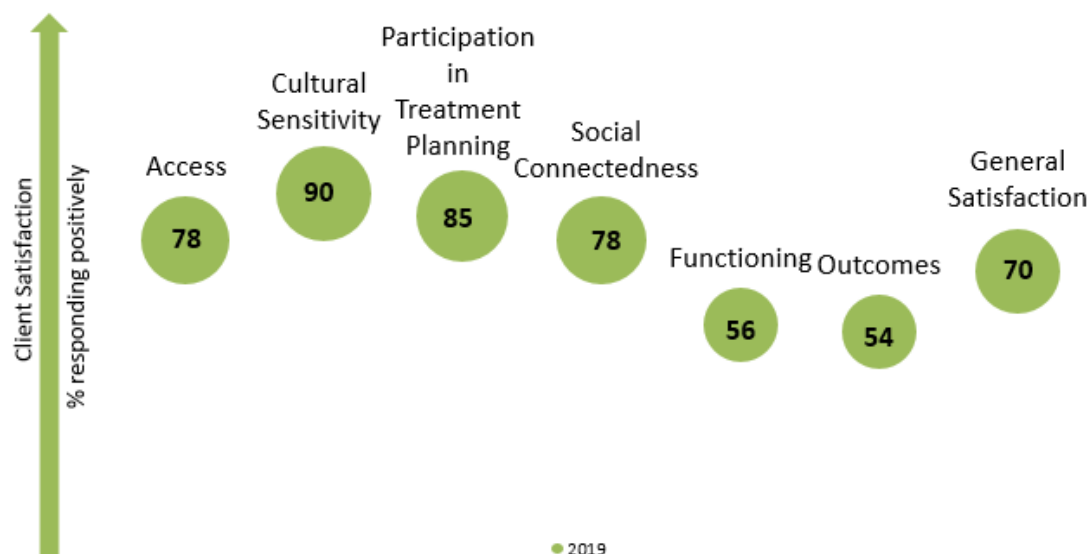 Client Satisfaction
% responding positively
Access
78
Cultural
Sensitivity
90
Participation
in
Treatment
Planning
85
Social
Connectedness
78
Functioning
56
Outcomes
54
General
Satisfaction
70
2019